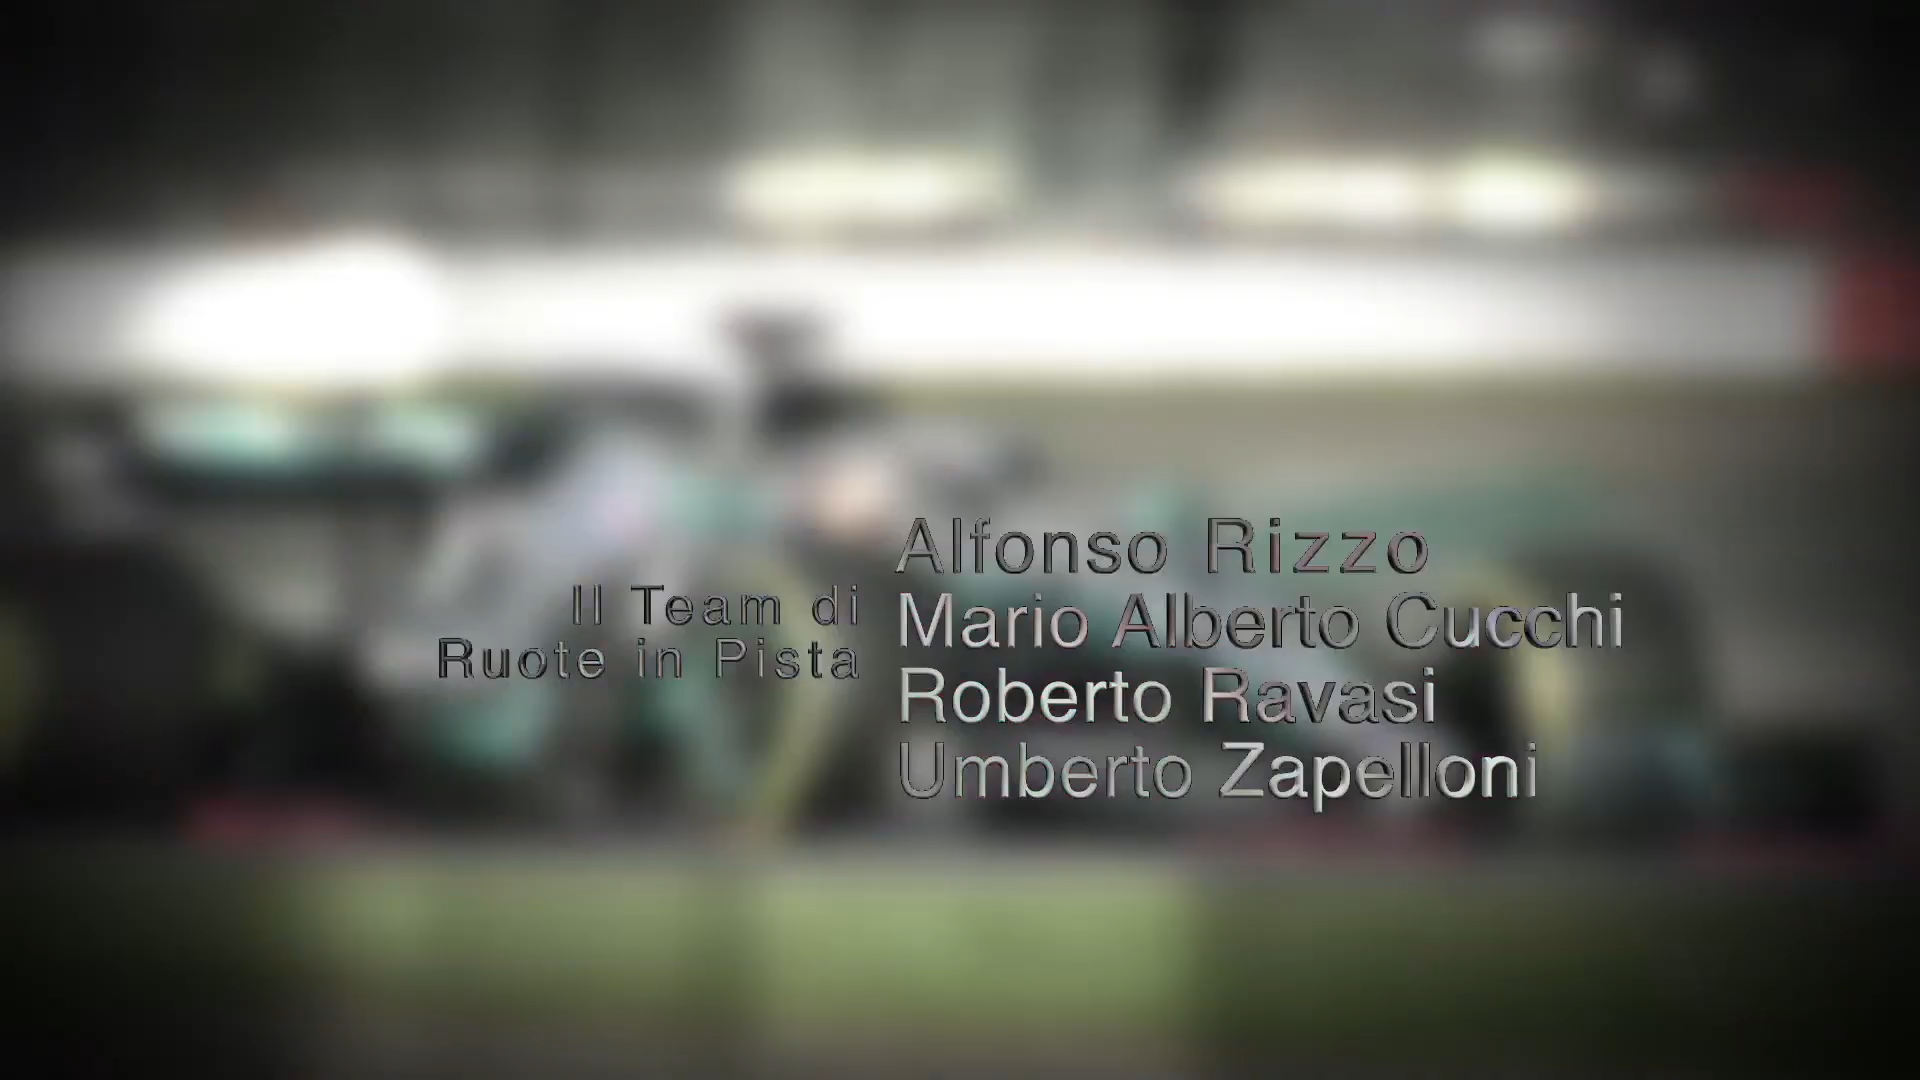 Il Team di
Ruote in Pista
Alfonso Rizzo
Mario Alberto Cucchi
Roberto Ravasi
Umberto Zapelloni